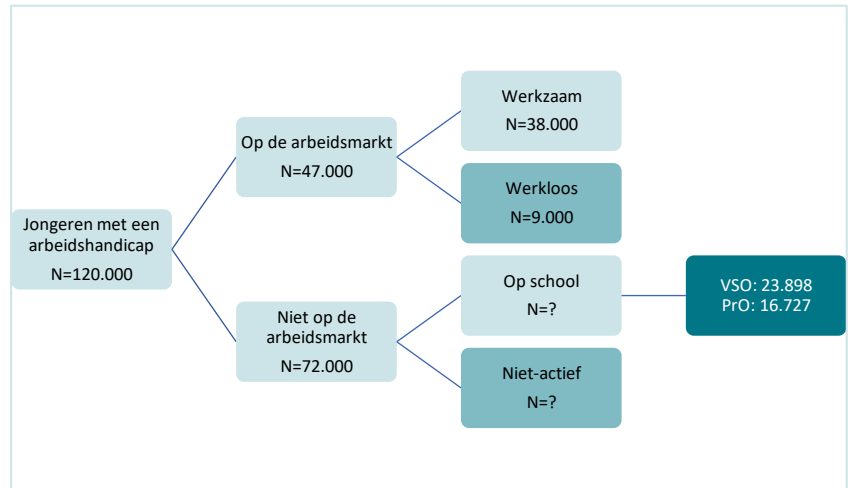 Jongeren met een
arbeidshandicap
N=120.000
Op de arbeidsmarkt
N=47.000
Werkzaam
N=38.000
Werkloos
N=9.000
Niet op de
arbeidsmarkt
N=72.000
Op school
N=?
VSO: 23.898
PrO: 16.727
Niet-actief
N=?